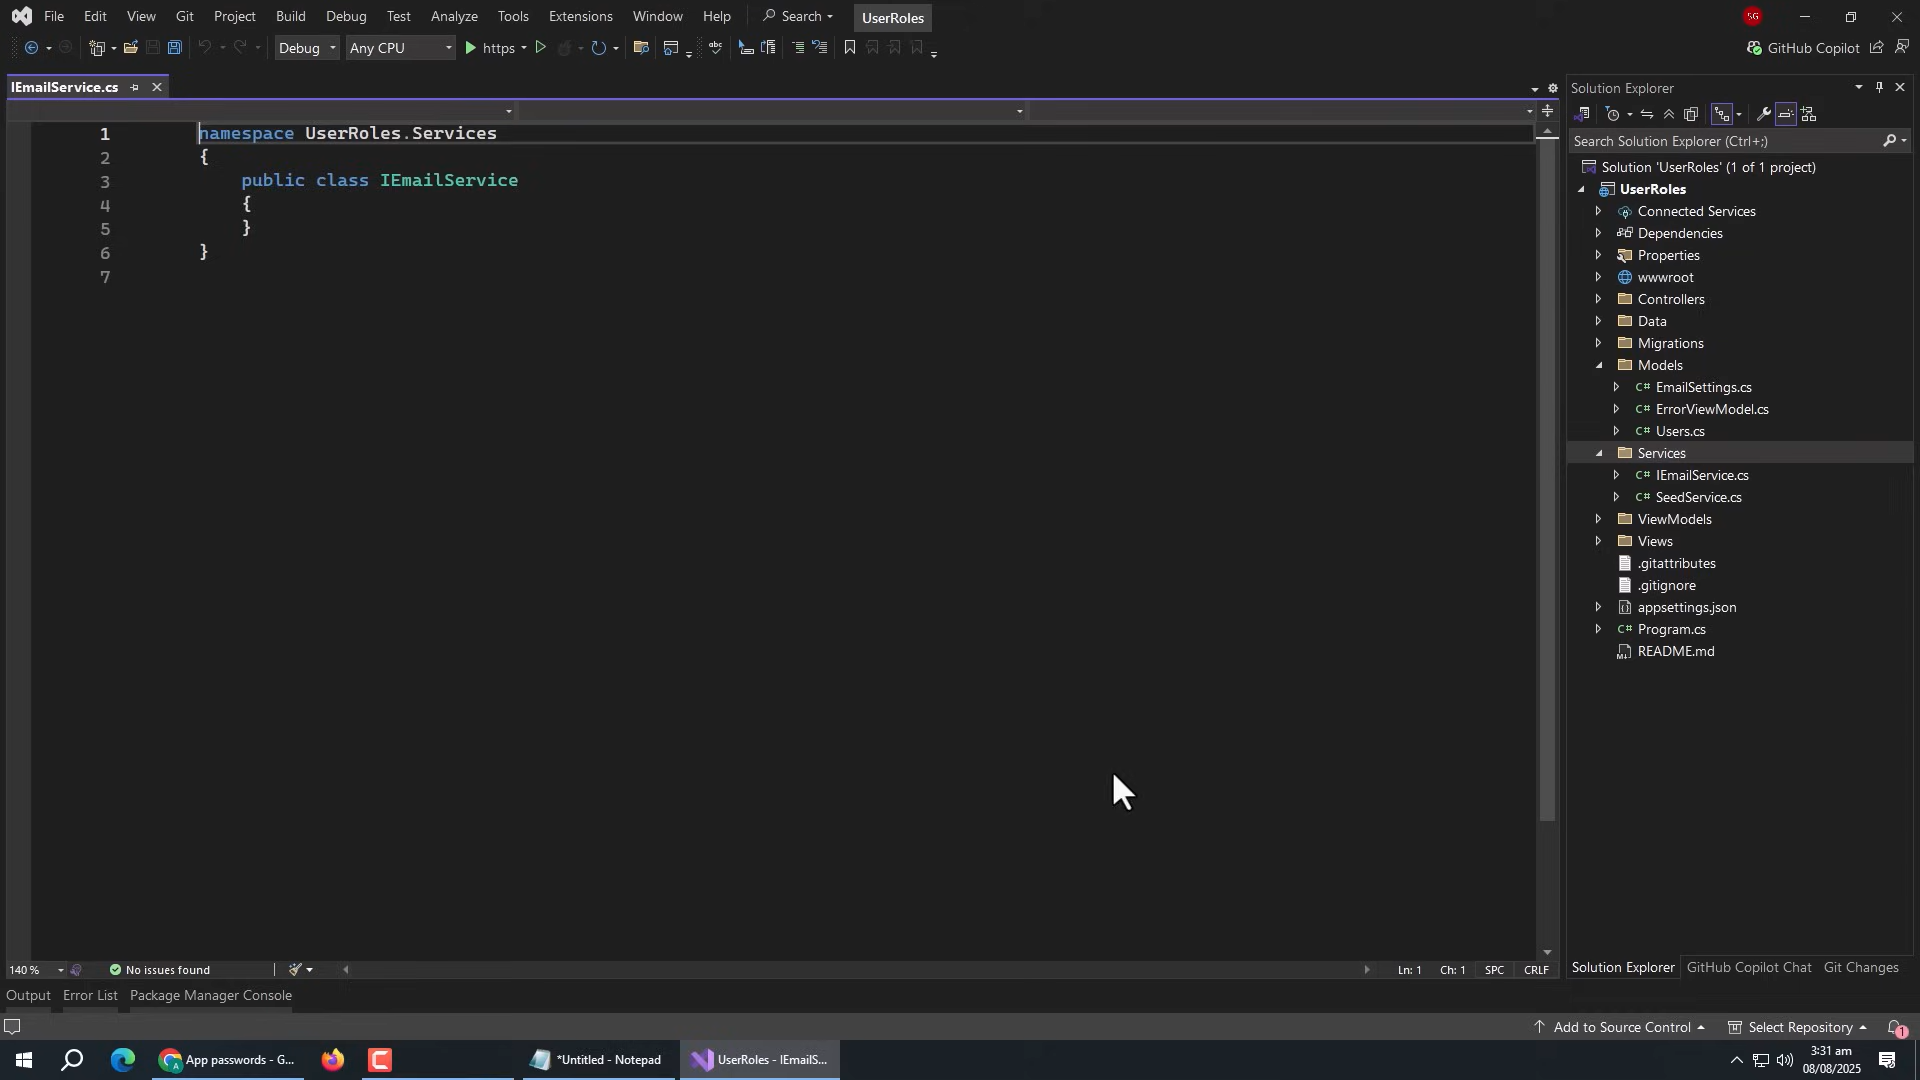 File Edit View Git Project Build Debug Test Analyze Tools Extensions Window Help Search UserRoles SG
Debug Any CPU https GitHub Copilot
IEmailService.cs
Solution Explorer
Search Solution Explorer (Ctrl+;)
1 namespace UserRoles.Services
2 {
3 public class IEmailService
4 {
5 }
6 }
7
Solution 'UserRoles' (1 of 1 project)
UserRoles
Connected Services
Dependencies
Properties
wwwroot
Controllers
Data
Migrations
Models
C# EmailSettings.cs
C# ErrorViewModel.cs
C# Users.cs
Services
C# IEmailService.cs
C# SeedService.cs
ViewModels
Views
.gitattributes
.gitignore
appsettings.json
C# Program.cs
README.md
140 % No issues found Ln: 1 Ch: 1 SPC CRLF
Solution Explorer GitHub Copilot Chat Git Changes
Output Error List Package Manager Console
Add to Source Control Select Repository 1
App passwords - G... *Untitled - Notepad UserRoles - IEmailS...
3:31 am
08/08/2025